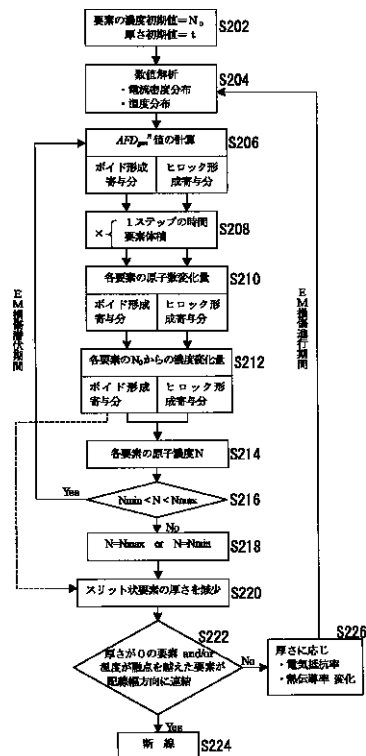 要素の濃度初期値=N₀
厚さ初期値=t
S202
数値解析
・電流密度分布
・温度分布
S204
値の計算
S206
ボイド形成
寄与分
ヒロック形
成寄与分
×
1ステップの時間
要素体積
S208
各要素の原子数変化量
S210
ボイド形成
寄与分
ヒロック形
成寄与分
各要素のN₀からの濃度変化量
S212
ボイド形成
寄与分
ヒロック形
成寄与分
各要素の原子濃度N
S214
Yes
Nmin<N<Nmax
S216
No
N=Nmax or N=Nmin
S218
スリット状要素の厚さを減少
S220
S222
厚さが0の要素 and/or
温度が融点を越えた要素が
配線幅方向に連結
No
S226
厚さに応じ
・電気抵抗率
・熱伝導率 変化
Yes
断線
S224
EM損傷潜伏期間
EM損傷進行期間